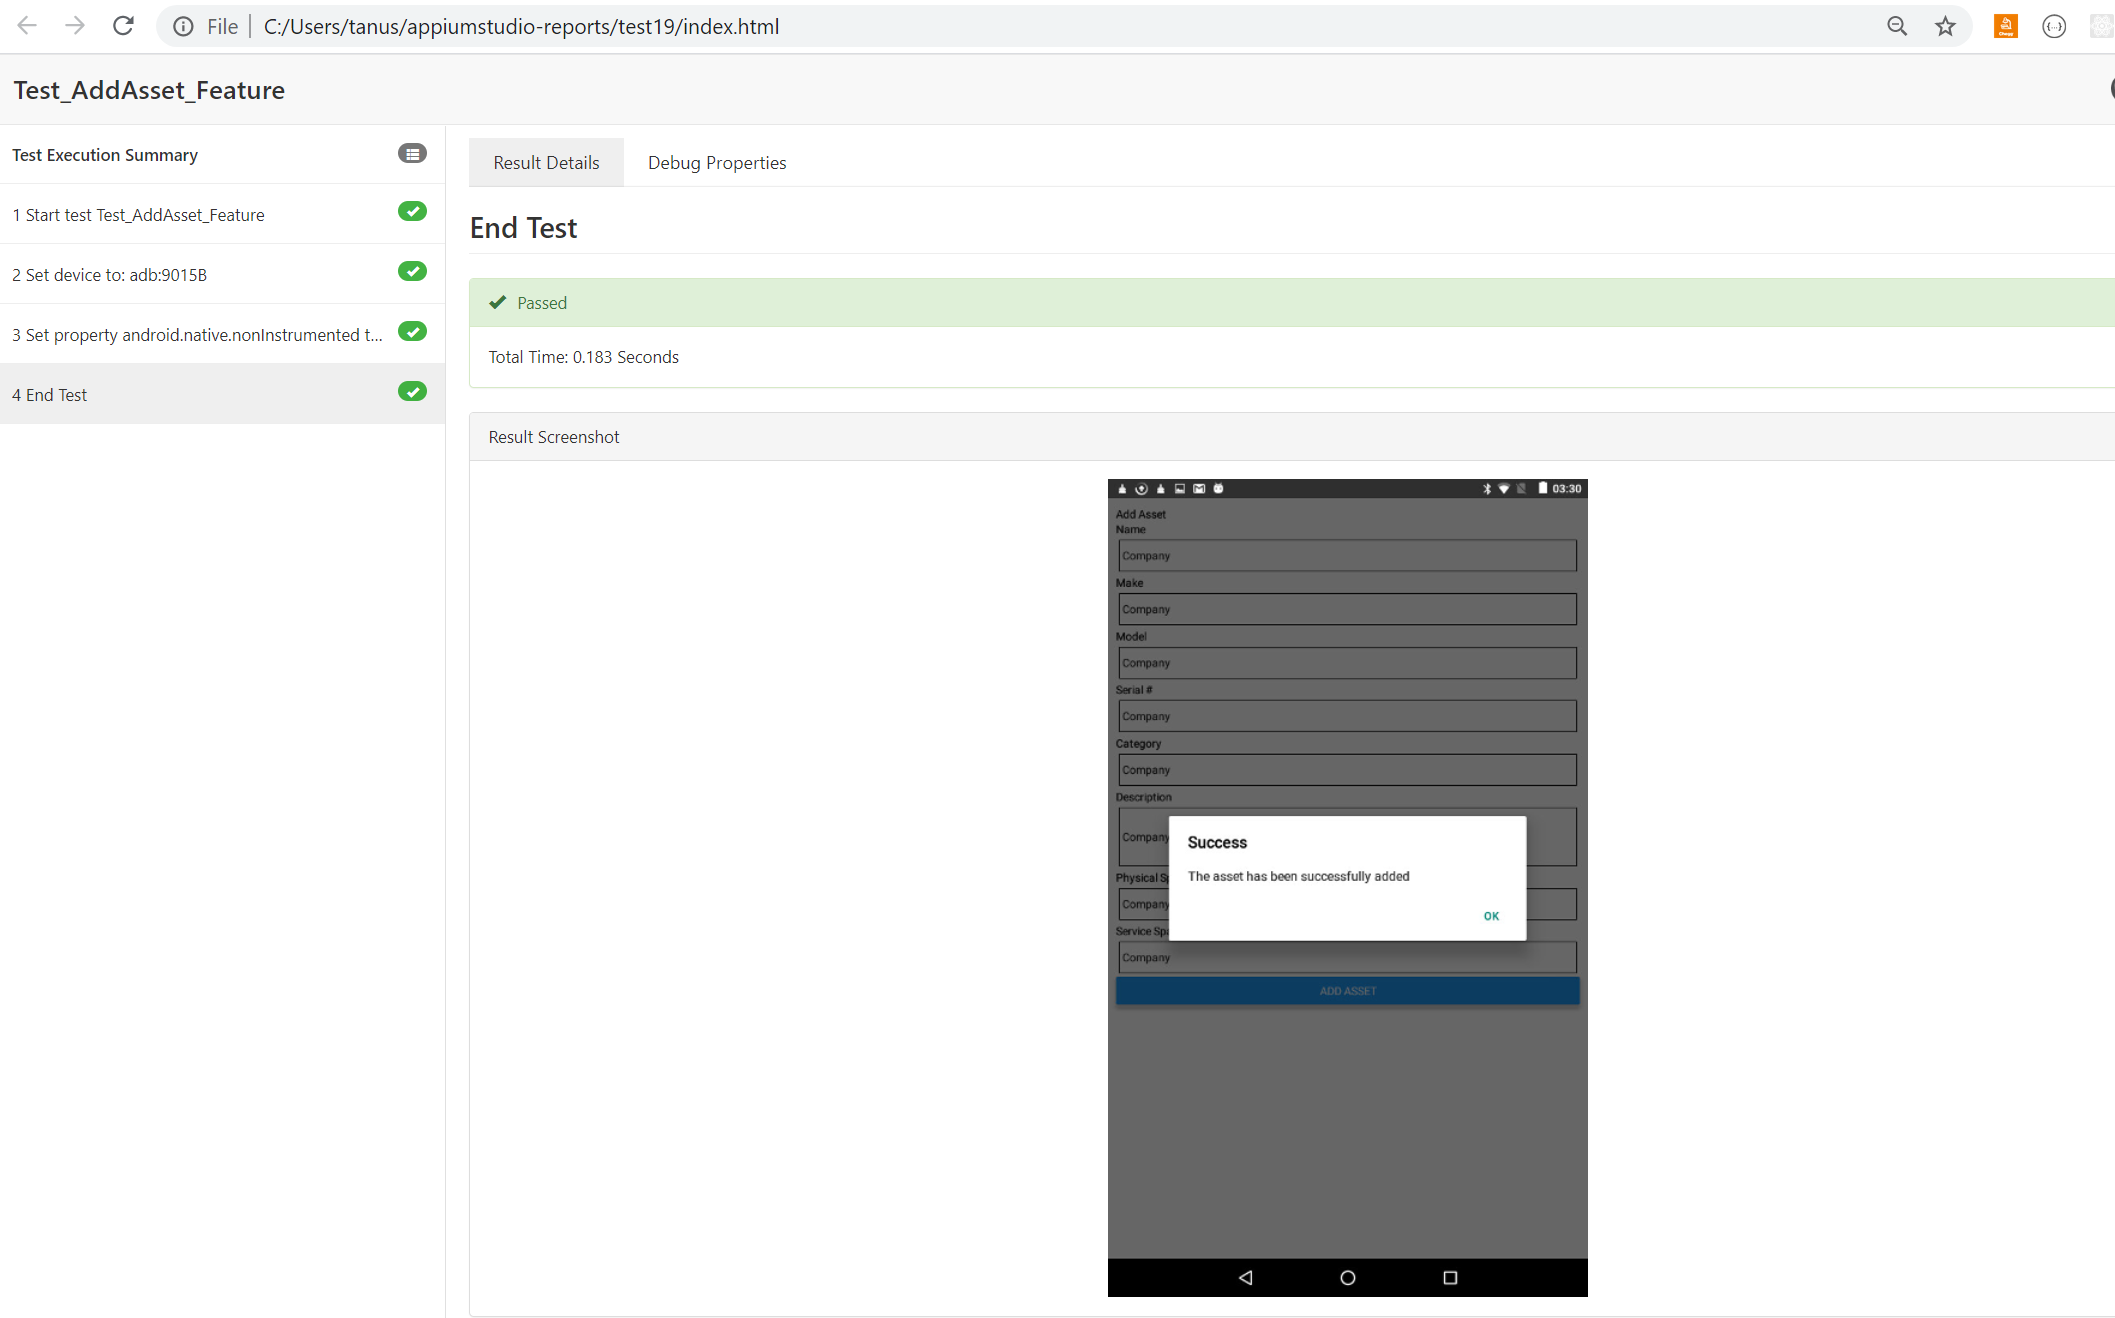 File C:/Users/tanus/appiumstudio-reports/test19/index.html
Test_AddAsset_Feature
Test Execution Summary
1 Start test Test_AddAsset_Feature
2 Set device to: adb:9015B
3 Set property android.native.nonInstrumented t...
4 End Test
Result Details
Debug Properties
End Test
Passed
Total Time: 0.183 Seconds
Result Screenshot
03:30
Add Asset
Name
Company
Make
Company
Model
Company
Serial #
Company
Category
Company
Description
Company
Success
The asset has been successfully added
OK
Physical Sp
Company
Service Spa
Company
ADD ASSET